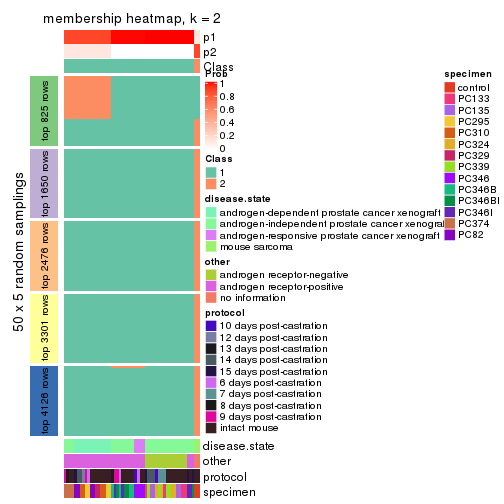 membership heatmap, k = 2
p1
p2
Class
50 x 5 random samplings
top 825 rows
top 1650 rows
top 2476 rows
top 3301 rows
top 4126 rows
disease.state
other
protocol
specimen
Prob
1
0.8
0.6
0.4
0.2
0
Class
1
2
disease.state
androgen-dependent prostate cancer xenograft
androgen-independent prostate cancer xenograft
androgen-responsive prostate cancer xenograft
mouse sarcoma
other
androgen receptor-negative
androgen receptor-positive
no information
protocol
10 days post-castration
12 days post-castration
13 days post-castration
14 days post-castration
15 days post-castration
6 days post-castration
7 days post-castration
8 days post-castration
9 days post-castration
intact mouse
specimen
control
PC133
PC135
PC295
PC310
PC324
PC329
PC339
PC346
PC346B
PC346BI
PC346I
PC374
PC82